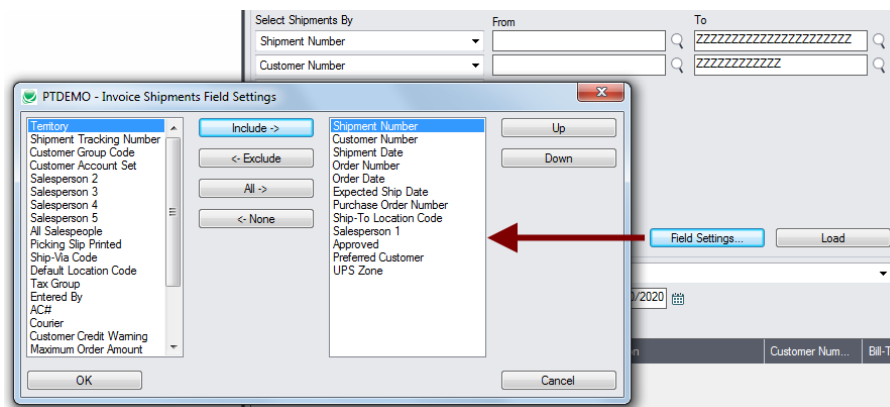 Select Shipments By From To
Shipment Number ZZZZZZZZZZZZZZZZZZZZZZ
Customer Number ZZZZZZZZZZZZ
PTDEMO - Invoice Shipments Field Settings
Territory
Shipment Tracking Number
Customer Group Code
Customer Account Set
Salesperson 2
Salesperson 3
Salesperson 4
Salesperson 5
All Salespeople
Picking Slip Printed
Ship-Via Code
Default Location Code
Tax Group
Entered By
AC#
Courier
Customer Credit Warning
Maximum Order Amount
Include ->
<- Exclude
All ->
<- None
Shipment Number
Customer Number
Shipment Date
Order Number
Order Date
Expected Ship Date
Purchase Order Number
Ship-To Location Code
Salesperson 1
Approved
Preferred Customer
UPS Zone
Up
Down
OK
Cancel
Field Settings... Load
0/2020
Customer Num... Bill-T